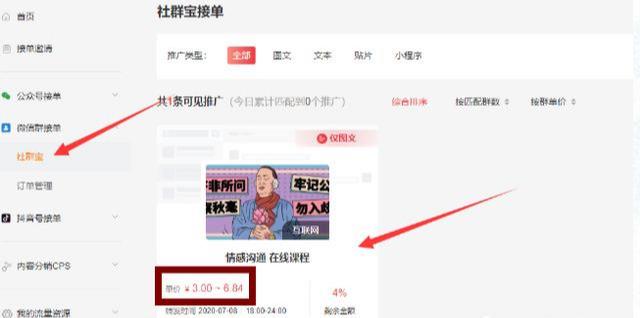 首页
接单邀请
公众号接单
微信群接单
社群宝
订单管理
抖音号接单
内容分销CPS
我的流量资源
社群宝接单
推广类型： 全部 图文 文本 贴片 小程序
共1条可见推广（今日累计匹配到0个推广） 综合排序 按匹配群数 按群单价
仅图文
非所问 牢记公
秋毫 勿入歧
互联网
情感沟通 在线课程
单价 ¥ 3.00 ~ 6.84 4%
转发时间 2020-07-08 18:00-24:00 剩余金额